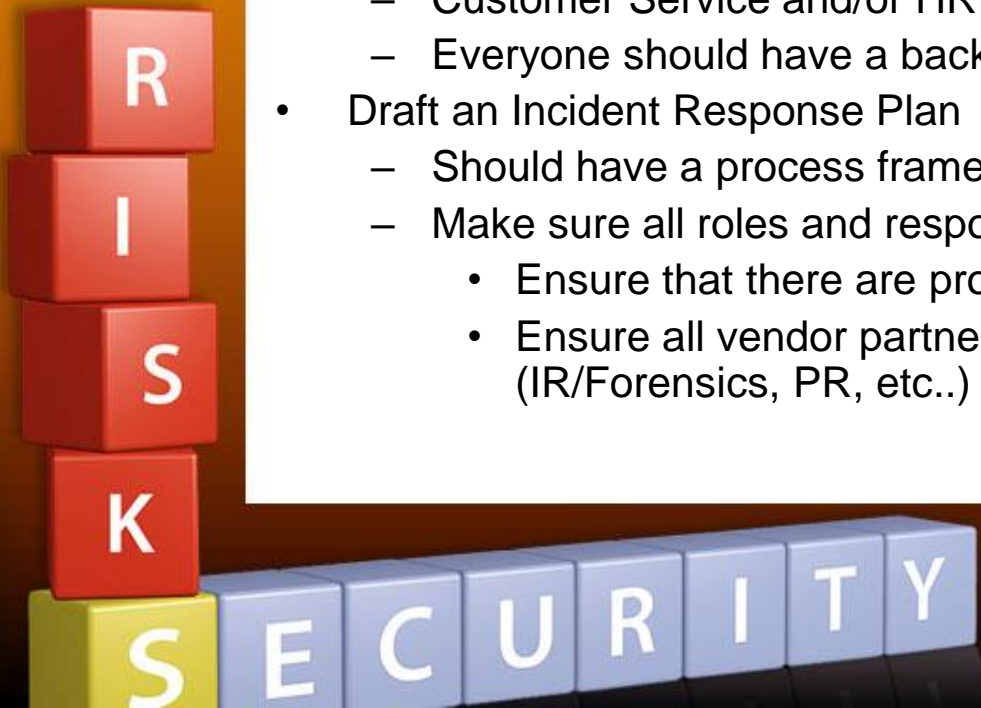 – Customer Service and/or HR
– Everyone should have a back
• Draft an Incident Response Plan
– Should have a process frame
– Make sure all roles and respo
• Ensure that there are pro
• Ensure all vendor partne
(IR/Forensics, PR, etc..)
R
I
S
K
SECURITY